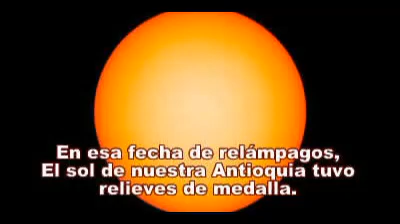 En esa fecha de relámpagos,
El sol de nuestra Antioquia tuvo
relieves de medalla.